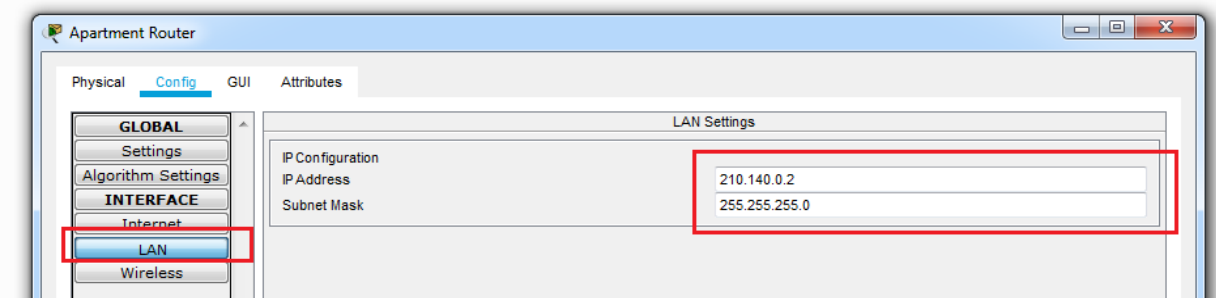 Apartment Router
Physical Config GUI Attributes
GLOBAL
Settings
Algorithm Settings
INTERFACE
Internet
LAN
Wireless
LAN Settings
IP Configuration
IP Address 210.140.0.2
Subnet Mask 255.255.255.0